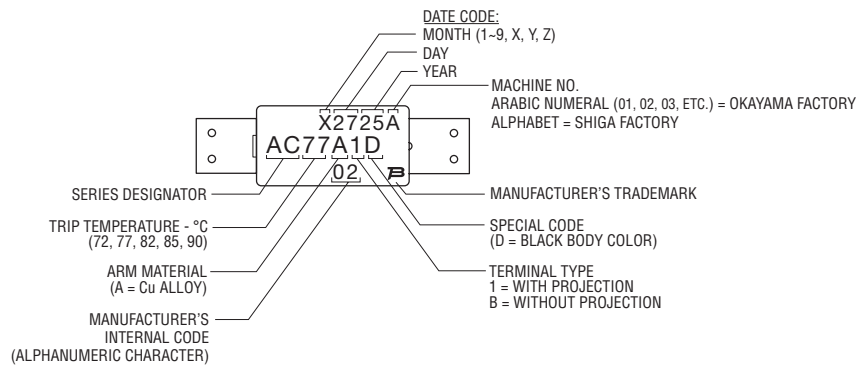 DATE CODE:
MONTH (1~9, X, Y, Z)
DAY
YEAR
MACHINE NO.
ARABIC NUMERAL (01, 02, 03, ETC.) = OKAYAMA FACTORY
ALPHABET = SHIGA FACTORY
X2725A
AC77A1D
02
SERIES DESIGNATOR
MANUFACTURER'S TRADEMARK
TRIP TEMPERATURE - °C
(72, 77, 82, 85, 90)
SPECIAL CODE
(D = BLACK BODY COLOR)
ARM MATERIAL
(A = Cu ALLOY)
TERMINAL TYPE
1 = WITH PROJECTION
B = WITHOUT PROJECTION
MANUFACTURER'S
INTERNAL CODE
(ALPHANUMERIC CHARACTER)